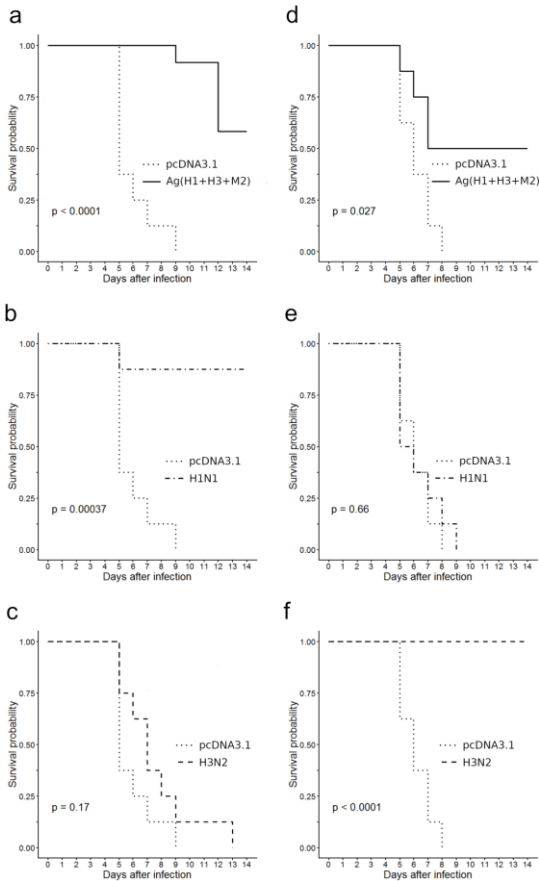 a
1.00
0.75
0.50
0.25
0.00
Survival probability
pcDNA3.1
Ag(H1+H3+M2)
p < 0.0001
0 1 2 3 4 5 6 7 8 9 10 11 12 13 14
Days after infection
d
1.00
0.75
0.50
0.25
0.00
Survival probability
pcDNA3.1
Ag(H1+H3+M2)
p = 0.027
0 1 2 3 4 5 6 7 8 9 10 11 12 13 14
Days after infection
b
1.00
0.75
0.50
0.25
0.00
Survival probability
pcDNA3.1
H1N1
p = 0.00037
0 1 2 3 4 5 6 7 8 9 10 11 12 13 14
Days after infection
e
1.00
0.75
0.50
0.25
0.00
Survival probability
pcDNA3.1
H1N1
p = 0.66
0 1 2 3 4 5 6 7 8 9 10 11 12 13 14
Days after infection
c
1.00
0.75
0.50
0.25
0.00
Survival probability
pcDNA3.1
H3N2
p = 0.17
0 1 2 3 4 5 6 7 8 9 10 11 12 13 14
Days after infection
f
1.00
0.75
0.50
0.25
0.00
Survival probability
pcDNA3.1
H3N2
p < 0.0001
0 1 2 3 4 5 6 7 8 9 10 11 12 13 14
Days after infection